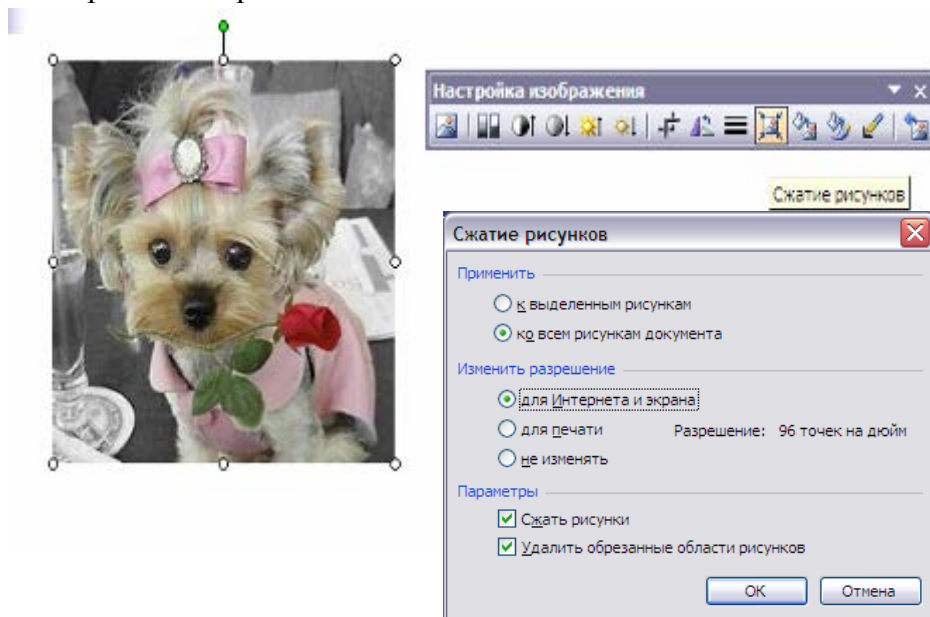 Настройка изображения
Сжатие рисунков
Сжатие рисунков
Применить
к выделенным рисункам
ко всем рисункам документа
Изменить разрешение
для Интернета и экрана
для печати
Разрешение: 96 точек на дюйм
не изменять
Параметры
Сжать рисунки
Удалить обрезанные области рисунков
ОК
Отмена